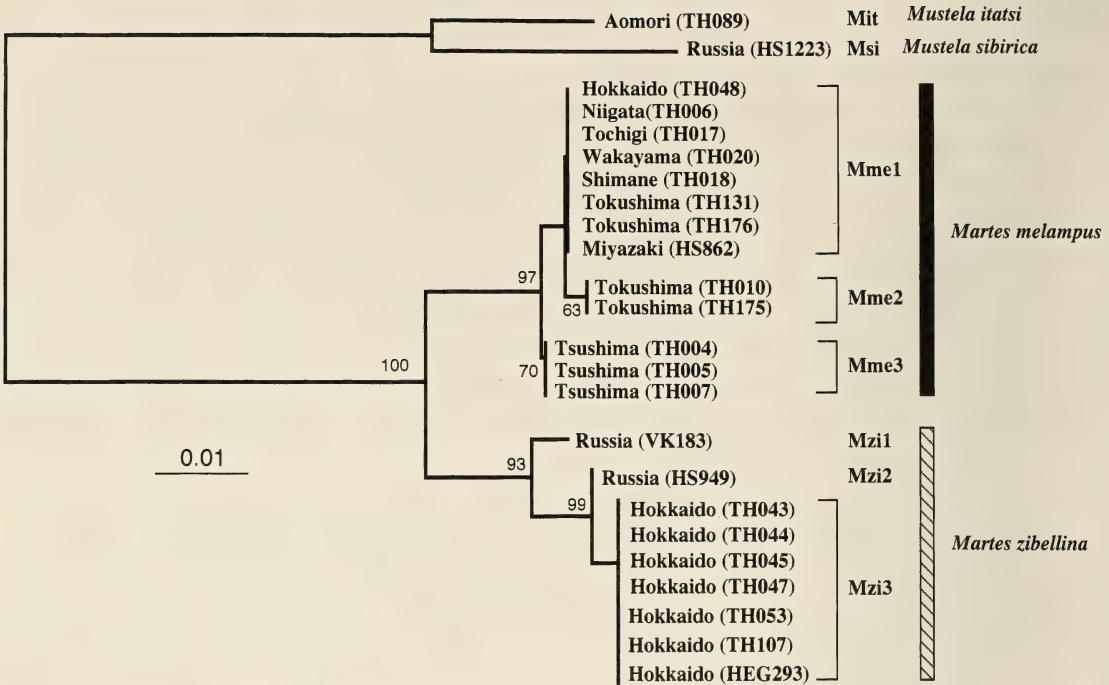 Aomori (TH089) Mit Mustela itatsi
Russia (HS1223) Msi Mustela sibirica
Hokkaido (TH048)
Niigata(TH006)
Tochigi (TH017)
Wakayama (TH020)
Mme1
Shimane (TH018)
Tokushima (TH131)
Tokushima (TH176)
Martes melampus
Miyazaki (HS862)
97
Tokushima (TH010)
Mme2
63
Tokushima (TH175)
Tsushima (TH004)
100
70
Tsushima (TH005)
Mme3
Tsushima (TH007)
Russia (VK183) Mzi1
0.01
93
Russia (HS949) Mzi2
99
Hokkaido (TH043)
Hokkaido (TH044)
Martes zibellina
Hokkaido (TH045)
Hokkaido (TH047)
Mzi3
Hokkaido (TH053)
Hokkaido (TH107)
Hokkaido (HEG293)